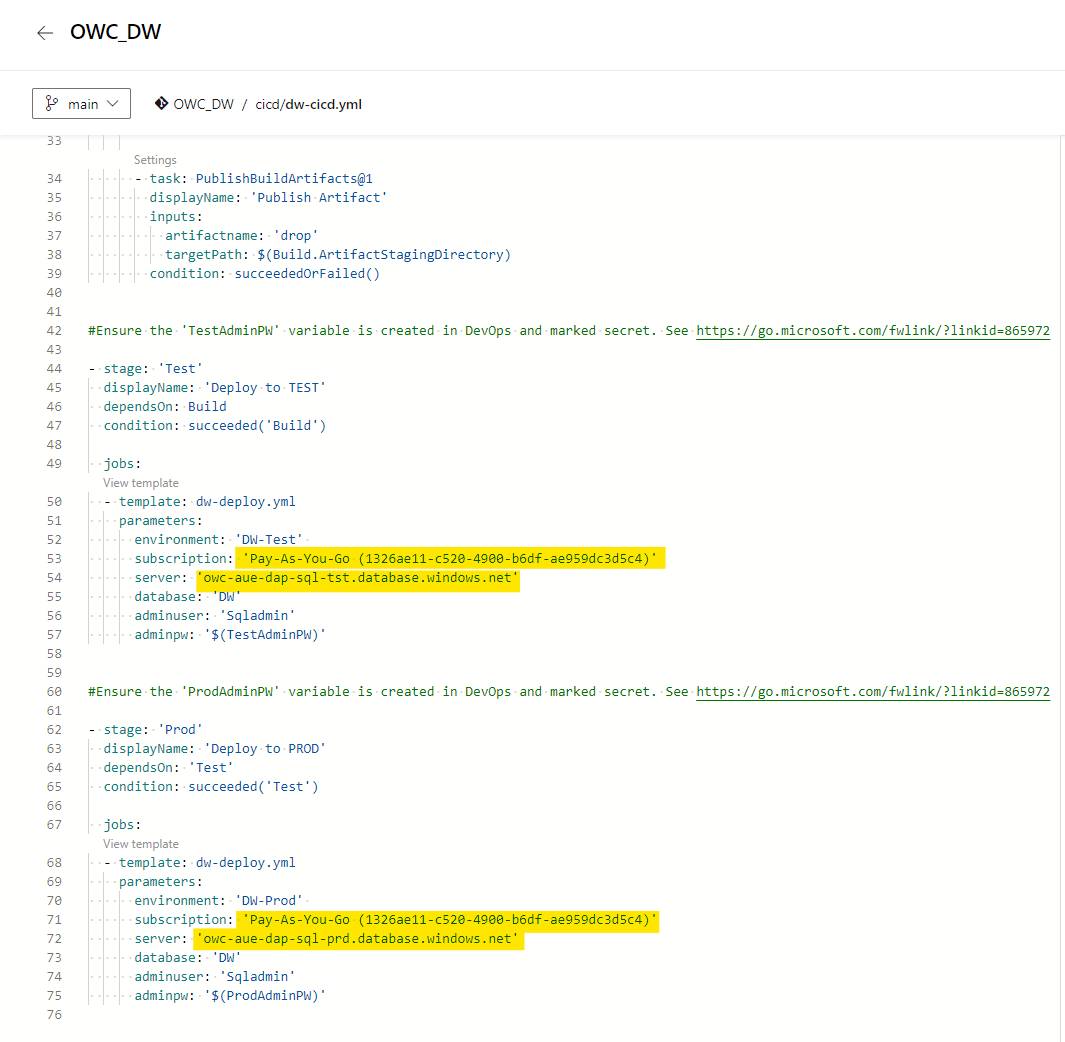 OWC_DW
main OWC_DW / cicd/dw-cicd.yml
33
Settings
34 - task: PublishBuildArtifacts@1
35 displayName: 'Publish Artifact'
36 inputs:
37 artifactname: 'drop'
38 targetPath: $(Build.ArtifactStagingDirectory)
39 condition: succeededOrFailed()
40
41
42 #Ensure the 'TestAdminPW' variable is created in DevOps and marked secret. See https://go.microsoft.com/fwlink/?linkid=865972
43
44 - stage: 'Test'
45 displayName: 'Deploy to TEST'
46 dependsOn: Build
47 condition: succeeded('Build')
48
49 jobs:
View template
50 - template: dw-deploy.yml
51 parameters:
52 environment: 'DW-Test'
53 subscription: 'Pay-As-You-Go (1326ae11-c520-4900-b6df-ae959dc3d5c4)'
54 server: 'owc-aue-dap-sql-tst.database.windows.net'
55 database: 'DW'
56 adminuser: 'Sqladmin'
57 adminpw: '$(TestAdminPW)'
58
59
60 #Ensure the 'ProdAdminPW' variable is created in DevOps and marked secret. See https://go.microsoft.com/fwlink/?linkid=865972
61
62 - stage: 'Prod'
63 displayName: 'Deploy to PROD'
64 dependsOn: 'Test'
65 condition: succeeded('Test')
66
67 jobs:
View template
68 - template: dw-deploy.yml
69 parameters:
70 environment: 'DW-Prod'
71 subscription: 'Pay-As-You-Go (1326ae11-c520-4900-b6df-ae959dc3d5c4)'
72 server: 'owc-aue-dap-sql-prd.database.windows.net'
73 database: 'DW'
74 adminuser: 'Sqladmin'
75 adminpw: '$(ProdAdminPW)'
76